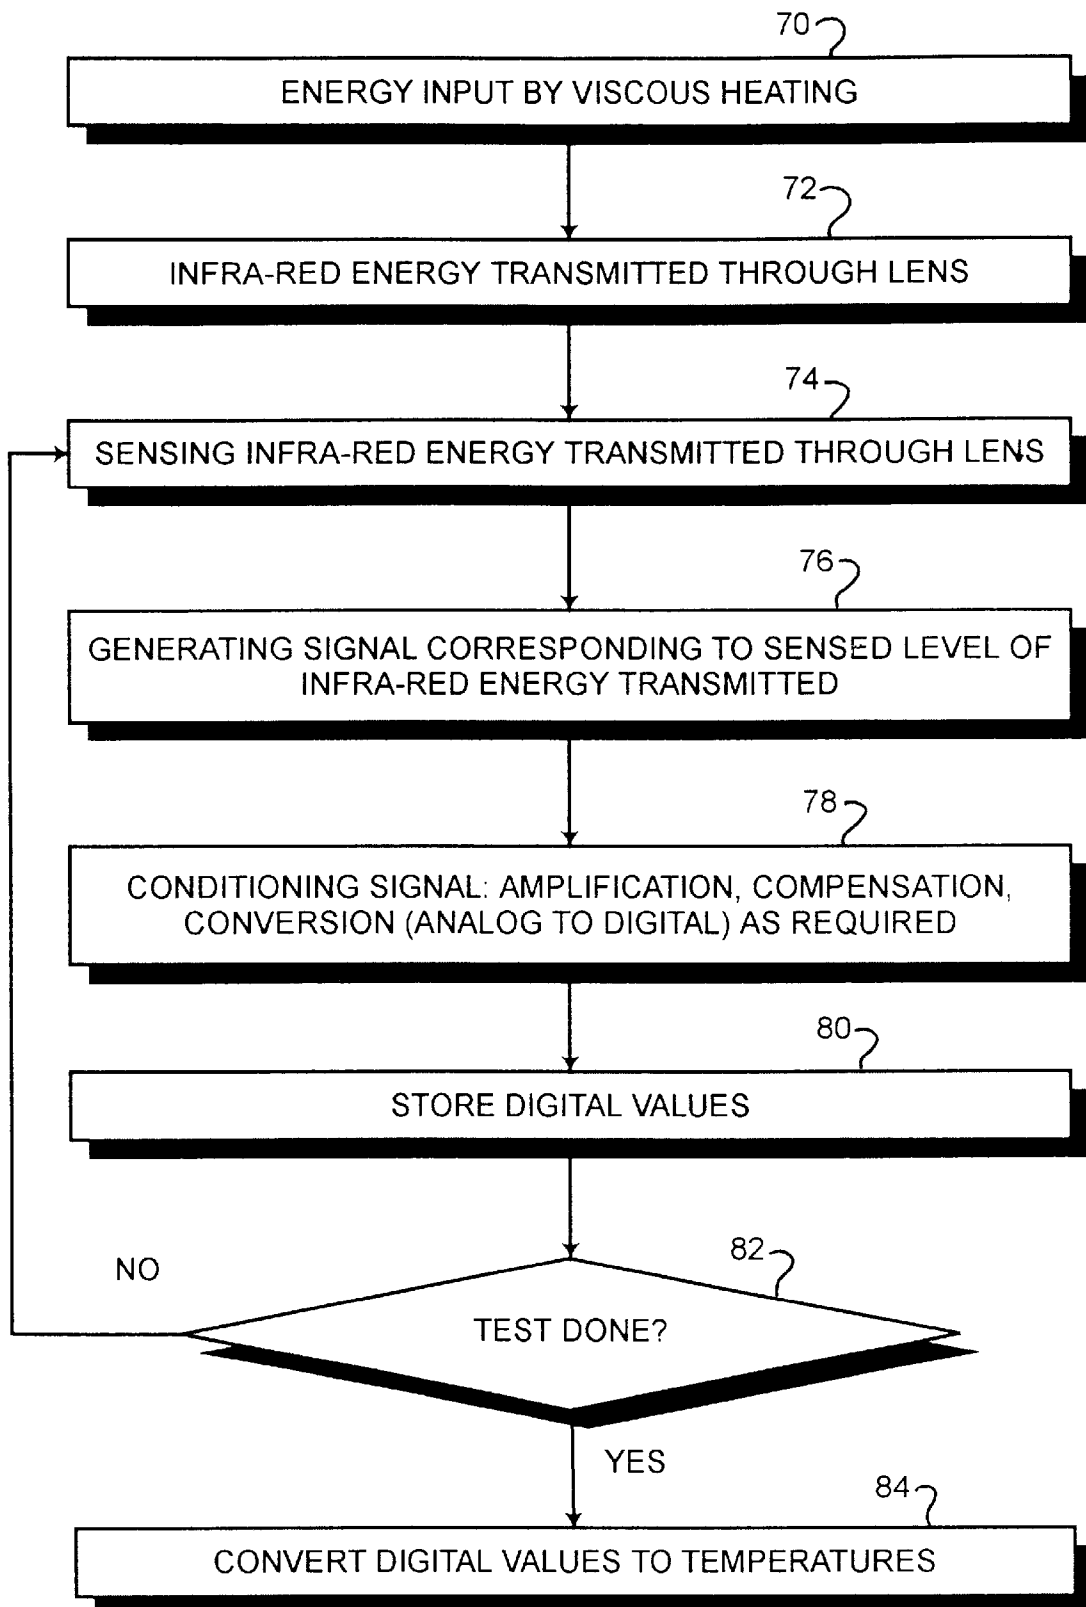 70
ENERGY INPUT BY VISCOUS HEATING
72
INFRA-RED ENERGY TRANSMITTED THROUGH LENS
74
SENSING INFRA-RED ENERGY TRANSMITTED THROUGH LENS
76
GENERATING SIGNAL CORRESPONDING TO SENSED LEVEL OF
INFRA-RED ENERGY TRANSMITTED
78
CONDITIONING SIGNAL: AMPLIFICATION, COMPENSATION,
CONVERSION (ANALOG TO DIGITAL) AS REQUIRED
80
STORE DIGITAL VALUES
82
NO
TEST DONE?
YES
84
CONVERT DIGITAL VALUES TO TEMPERATURES